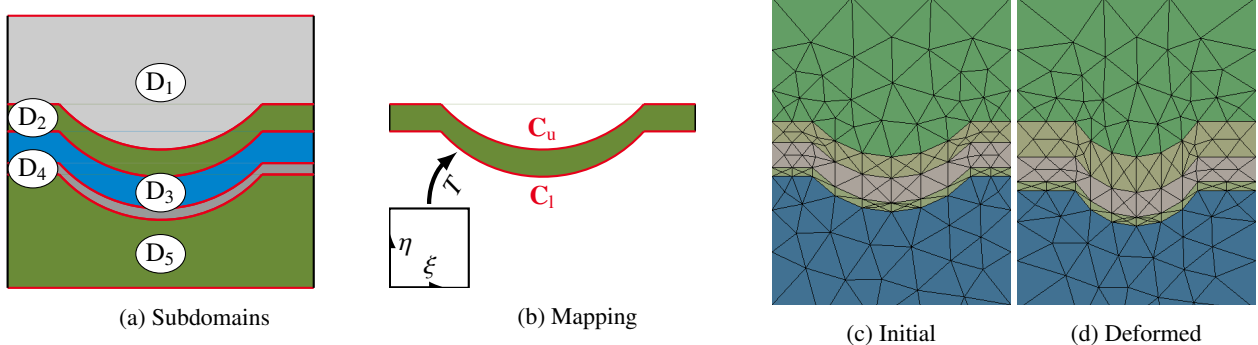 D1
D2
D4
D3
D5
(a) Subdomains
Cu
Cl
T
η
ξ
(b) Mapping
(c) Initial
(d) Deformed